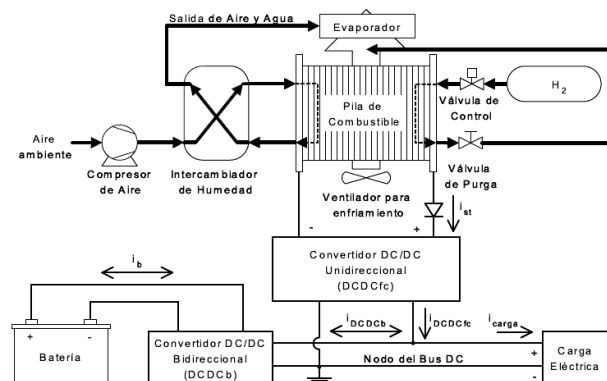 Salida de Aire y Agua
Evaporador
H2
Válvula de
Control
Pila de
Combustible
Aire
ambiente
Compresor
de Aire
Intercambiador
de Humedad
Ventilador para
enfriamiento
Válvula
de Purga
- +
ist
Convertidor DC/DC
Unidireccional
(DCDCfc)
ib
iDCDCb
iDCDCfc
icarga
+ -
Batería
Convertidor DC/DC
Bidireccional
(DCDCb)
Nodo del Bus DC
+
-
Carga
Eléctrica